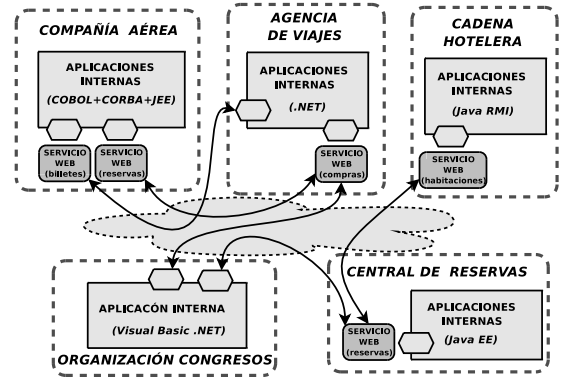 COMPAÑÍA AÉREA
APLICACIONES
INTERNAS
(COBOL+CORBA+JEE)
SERVICIO
WEB
(billetes)
SERVICIO
WEB
(reservas)
AGENCIA
DE VIAJES
APLICACIONES
INTERNAS
(.NET)
SERVICIO
WEB
(compras)
CADENA
HOTELERA
APLICACIONES
INTERNAS
(Java RMI)
SERVICIO
WEB
(habitaciones)
APLICACÓN INTERNA
(Visual Basic .NET)
ORGANIZACIÓN CONGRESOS
CENTRAL DE RESERVAS
SERVICIO
WEB
(reservas)
APLICACIONES
INTERNAS
(Java EE)